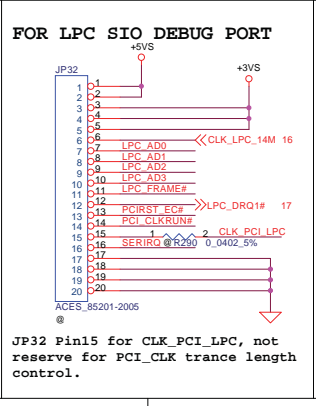 FOR LPC SIO DEBUG PORT
+5VS
+3VS
JP32
1 1
2 2
3 3
4 4
5 5
6 6 CLK_LPC_14M 16
7 7 LPC_AD0
8 8 LPC_AD1
9 9 LPC_AD2
10 10 LPC_AD3
11 11 LPC_FRAME#
12 12 LPC_DRQ1# 17
13 13 PCIRST_EC#
14 14 PCI_CLKRUN#
15 15 1 2 CLK_PCI_LPC
16 16 SERIRQ @ R290 0_0402_5%
17 17
18 18
19 19
20 20
ACES_85201-2005
@
JP32 Pin15 for CLK_PCI_LPC, not
reserve for PCI_CLK trance length
control.